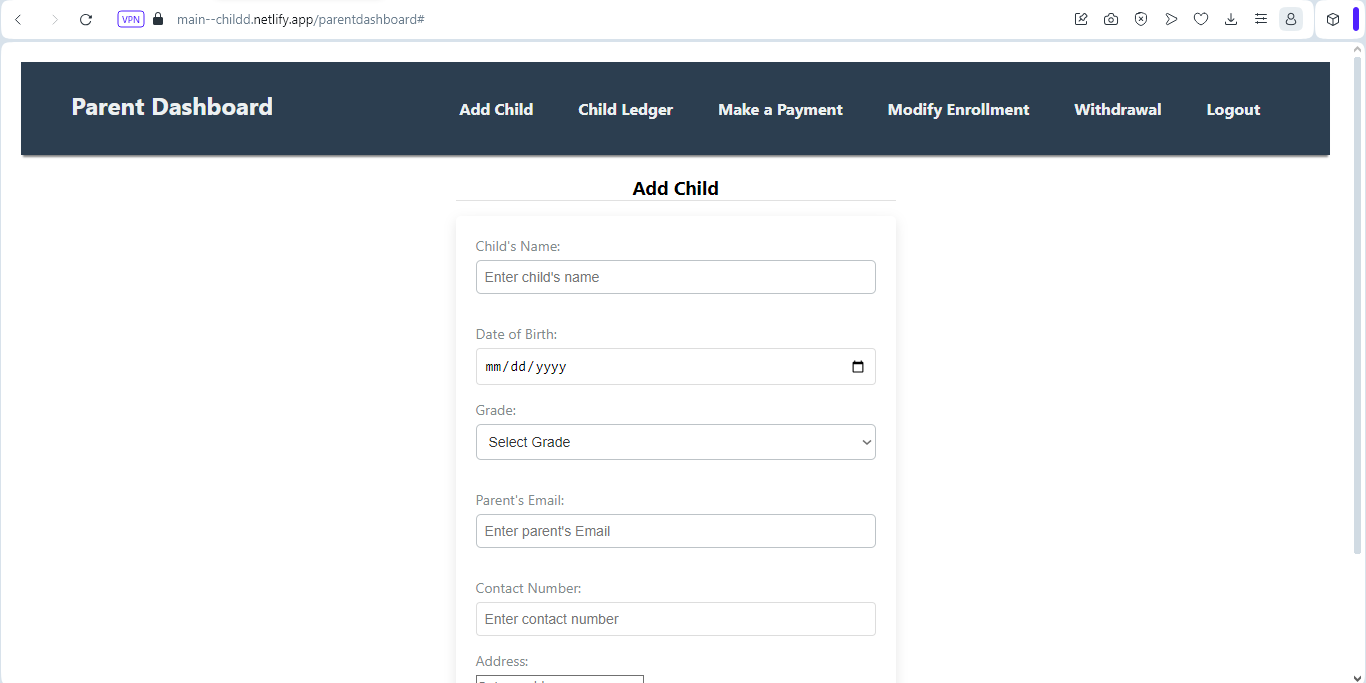 VPN main--childd.netlify.app/parentdashboard#
Parent Dashboard Add Child Child Ledger Make a Payment Modify Enrollment Withdrawal Logout
Add Child
Child's Name:
Enter child's name
Date of Birth:
mm/dd/yyyy
Grade:
Select Grade
Parent's Email:
Enter parent's Email
Contact Number:
Enter contact number
Address: